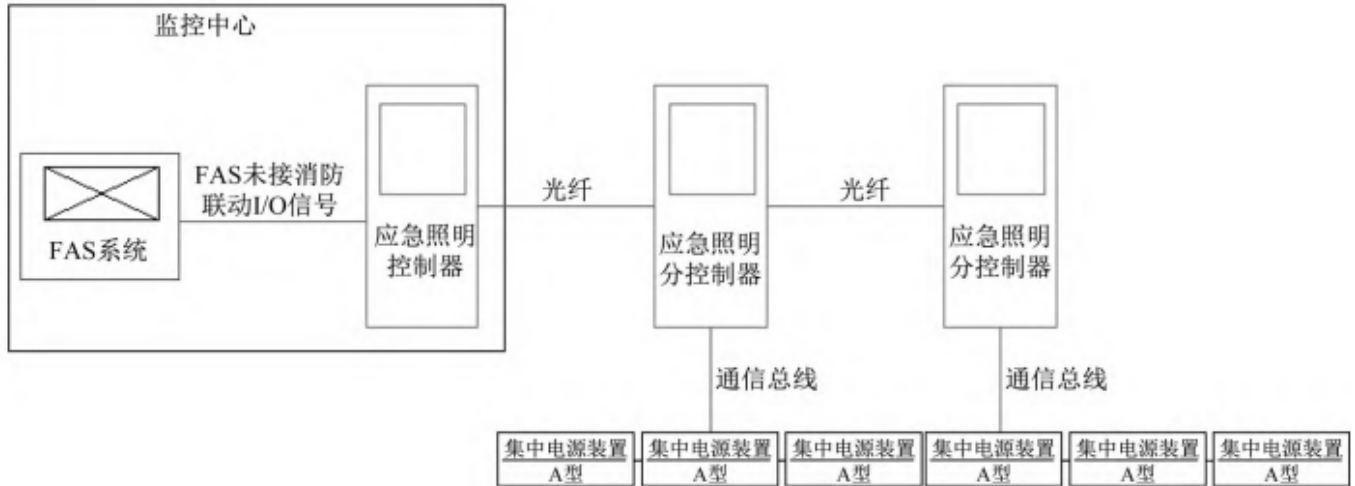 监控中心
FAS未接消防
联动I/O信号
FAS系统
应急照明
控制器
光纤
应急照明
分控制器
光纤
应急照明
分控制器
通信总线
通信总线
集中电源装置
A型
集中电源装置
A型
集中电源装置
A型
集中电源装置
A型
集中电源装置
A型
集中电源装置
A型